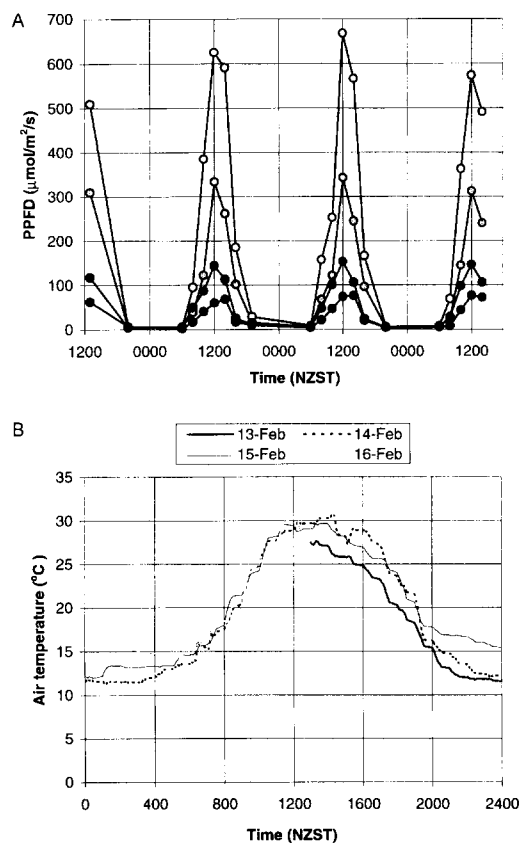 A
700
600
500
400
300
200
100
0
PPFD (μmol/m²/s)
1200 0000 1200 0000 1200 0000 1200
Time (NZST)
B
13-Feb 14-Feb
15-Feb 16-Feb
35
30
25
20
15
10
5
0
Air temperature (°C)
0 400 800 1200 1600 2000 2400
Time (NZST)